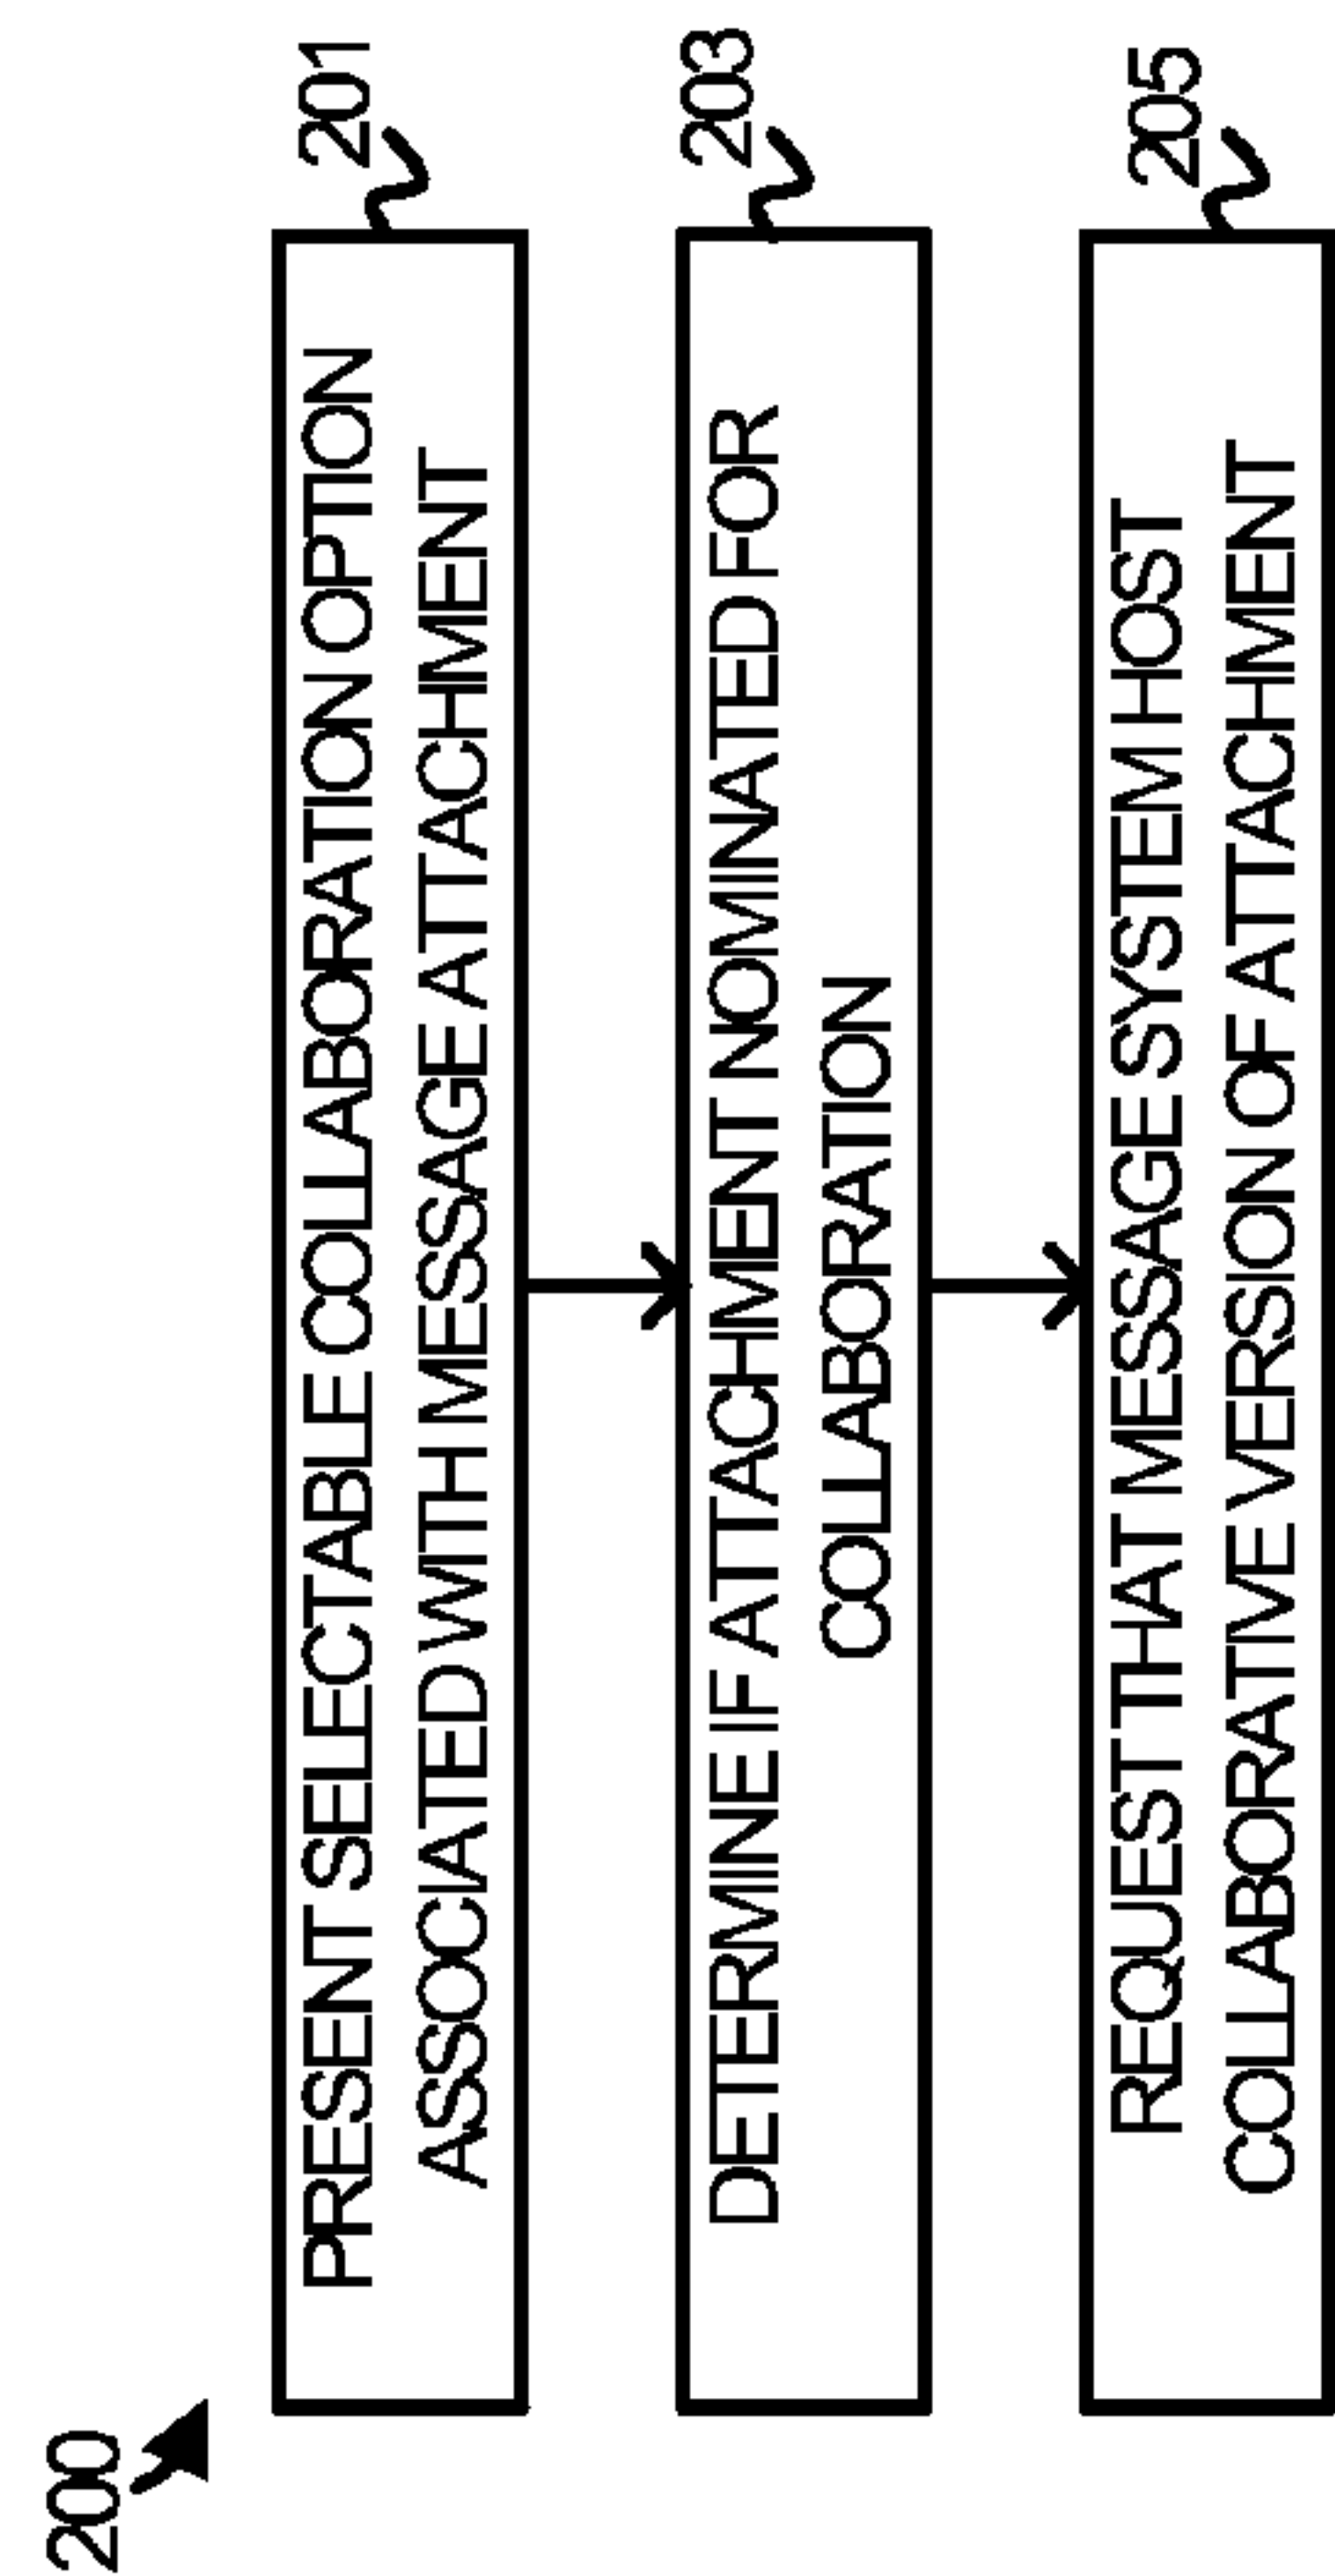 200
PRESENT SELECTABLE COLLABORATION OPTION
ASSOCIATED WITH MESSAGE ATTACHMENT
201
DETERMINE IF ATTACHMENT NOMINATED FOR
COLLABORATION
203
REQUEST THAT MESSAGE SYSTEM HOST
COLLABORATIVE VERSION OF ATTACHMENT
205